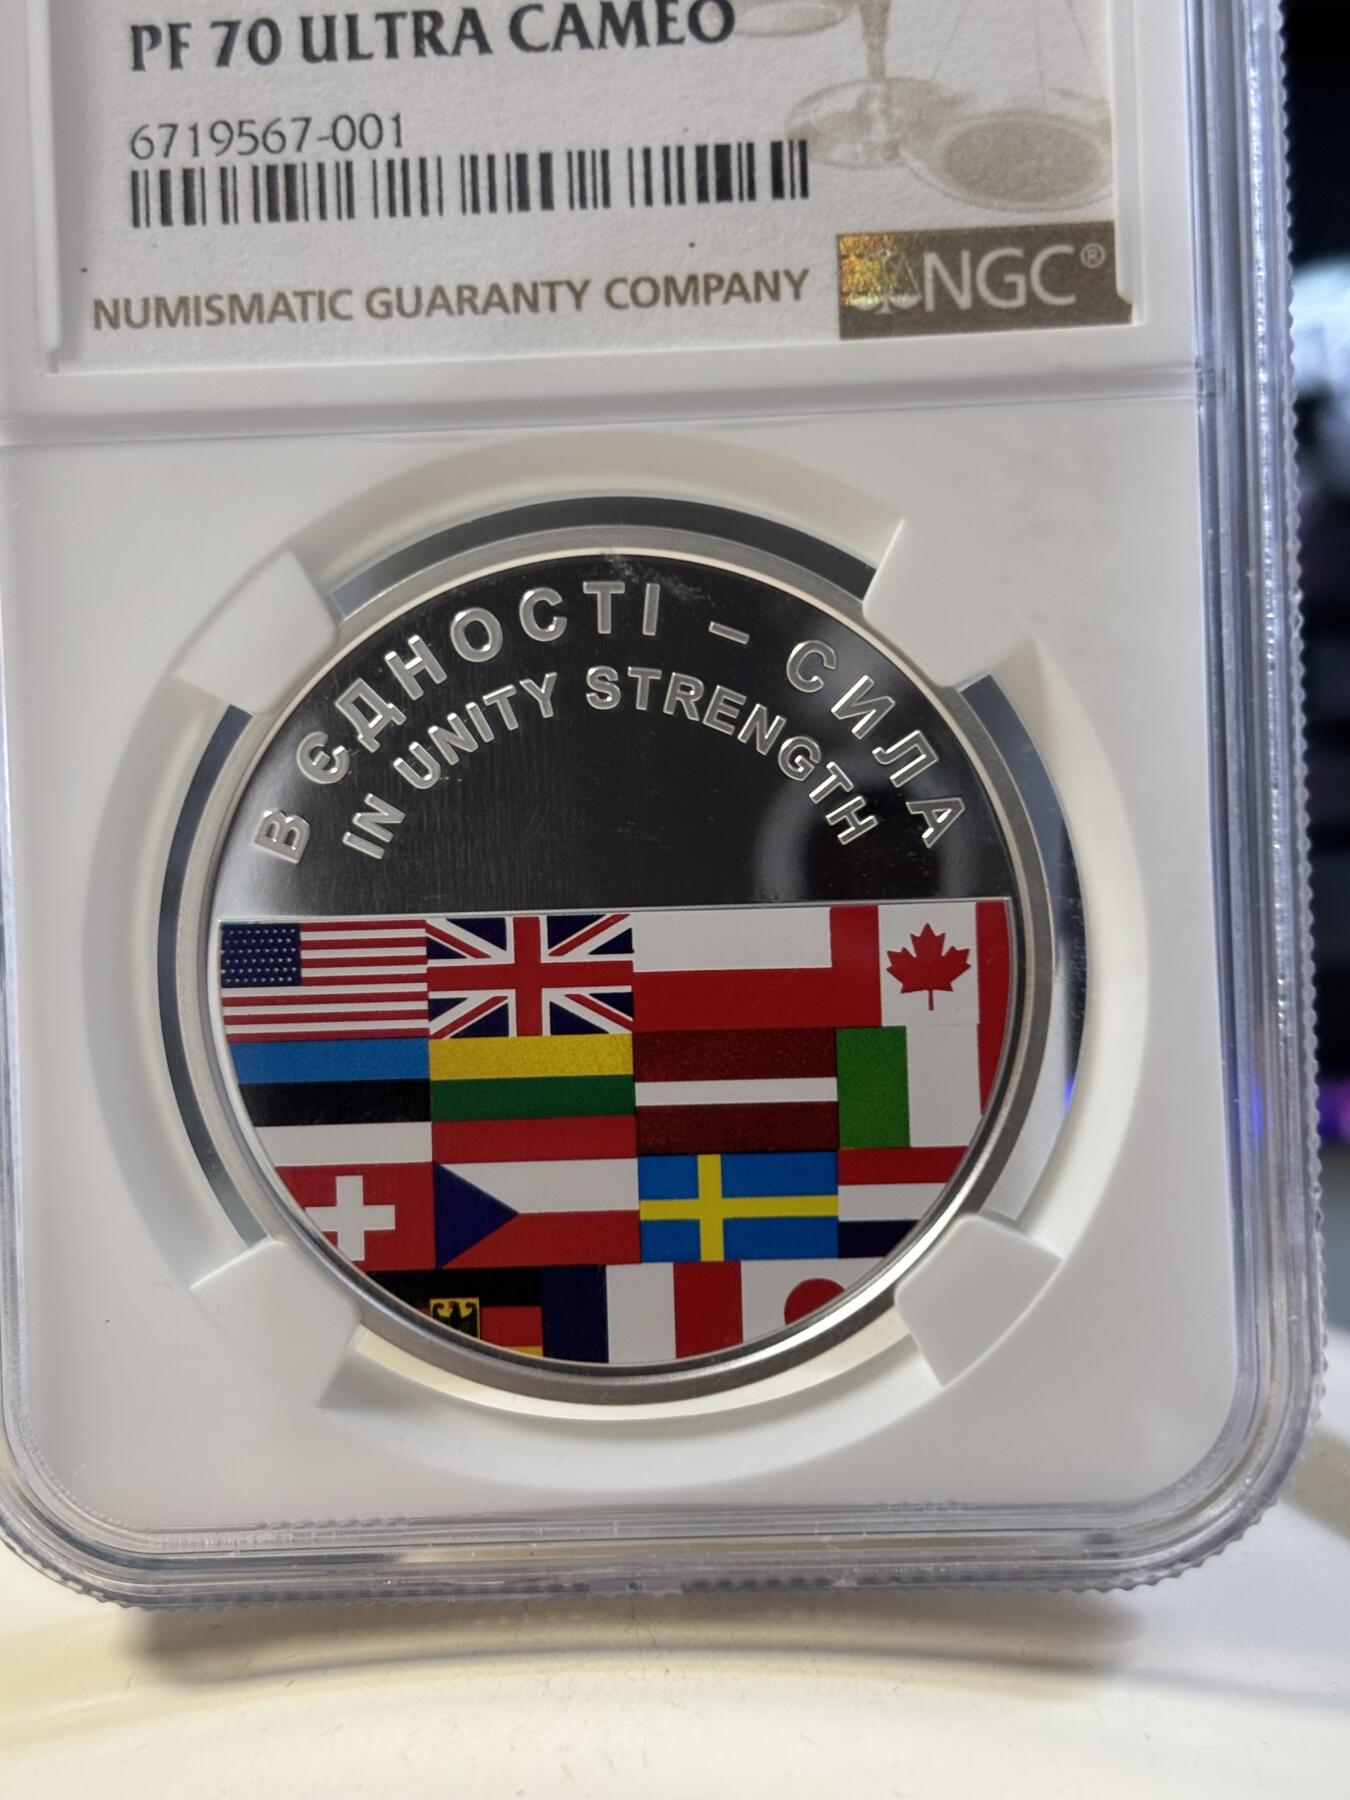 PF 70 ULTRA CAMEO
6719567-001
NUMISMATIC GUARANTY COMPANY
NGC®
В ЄДНОСТІ – СИЛА
IN UNITY STRENGTH